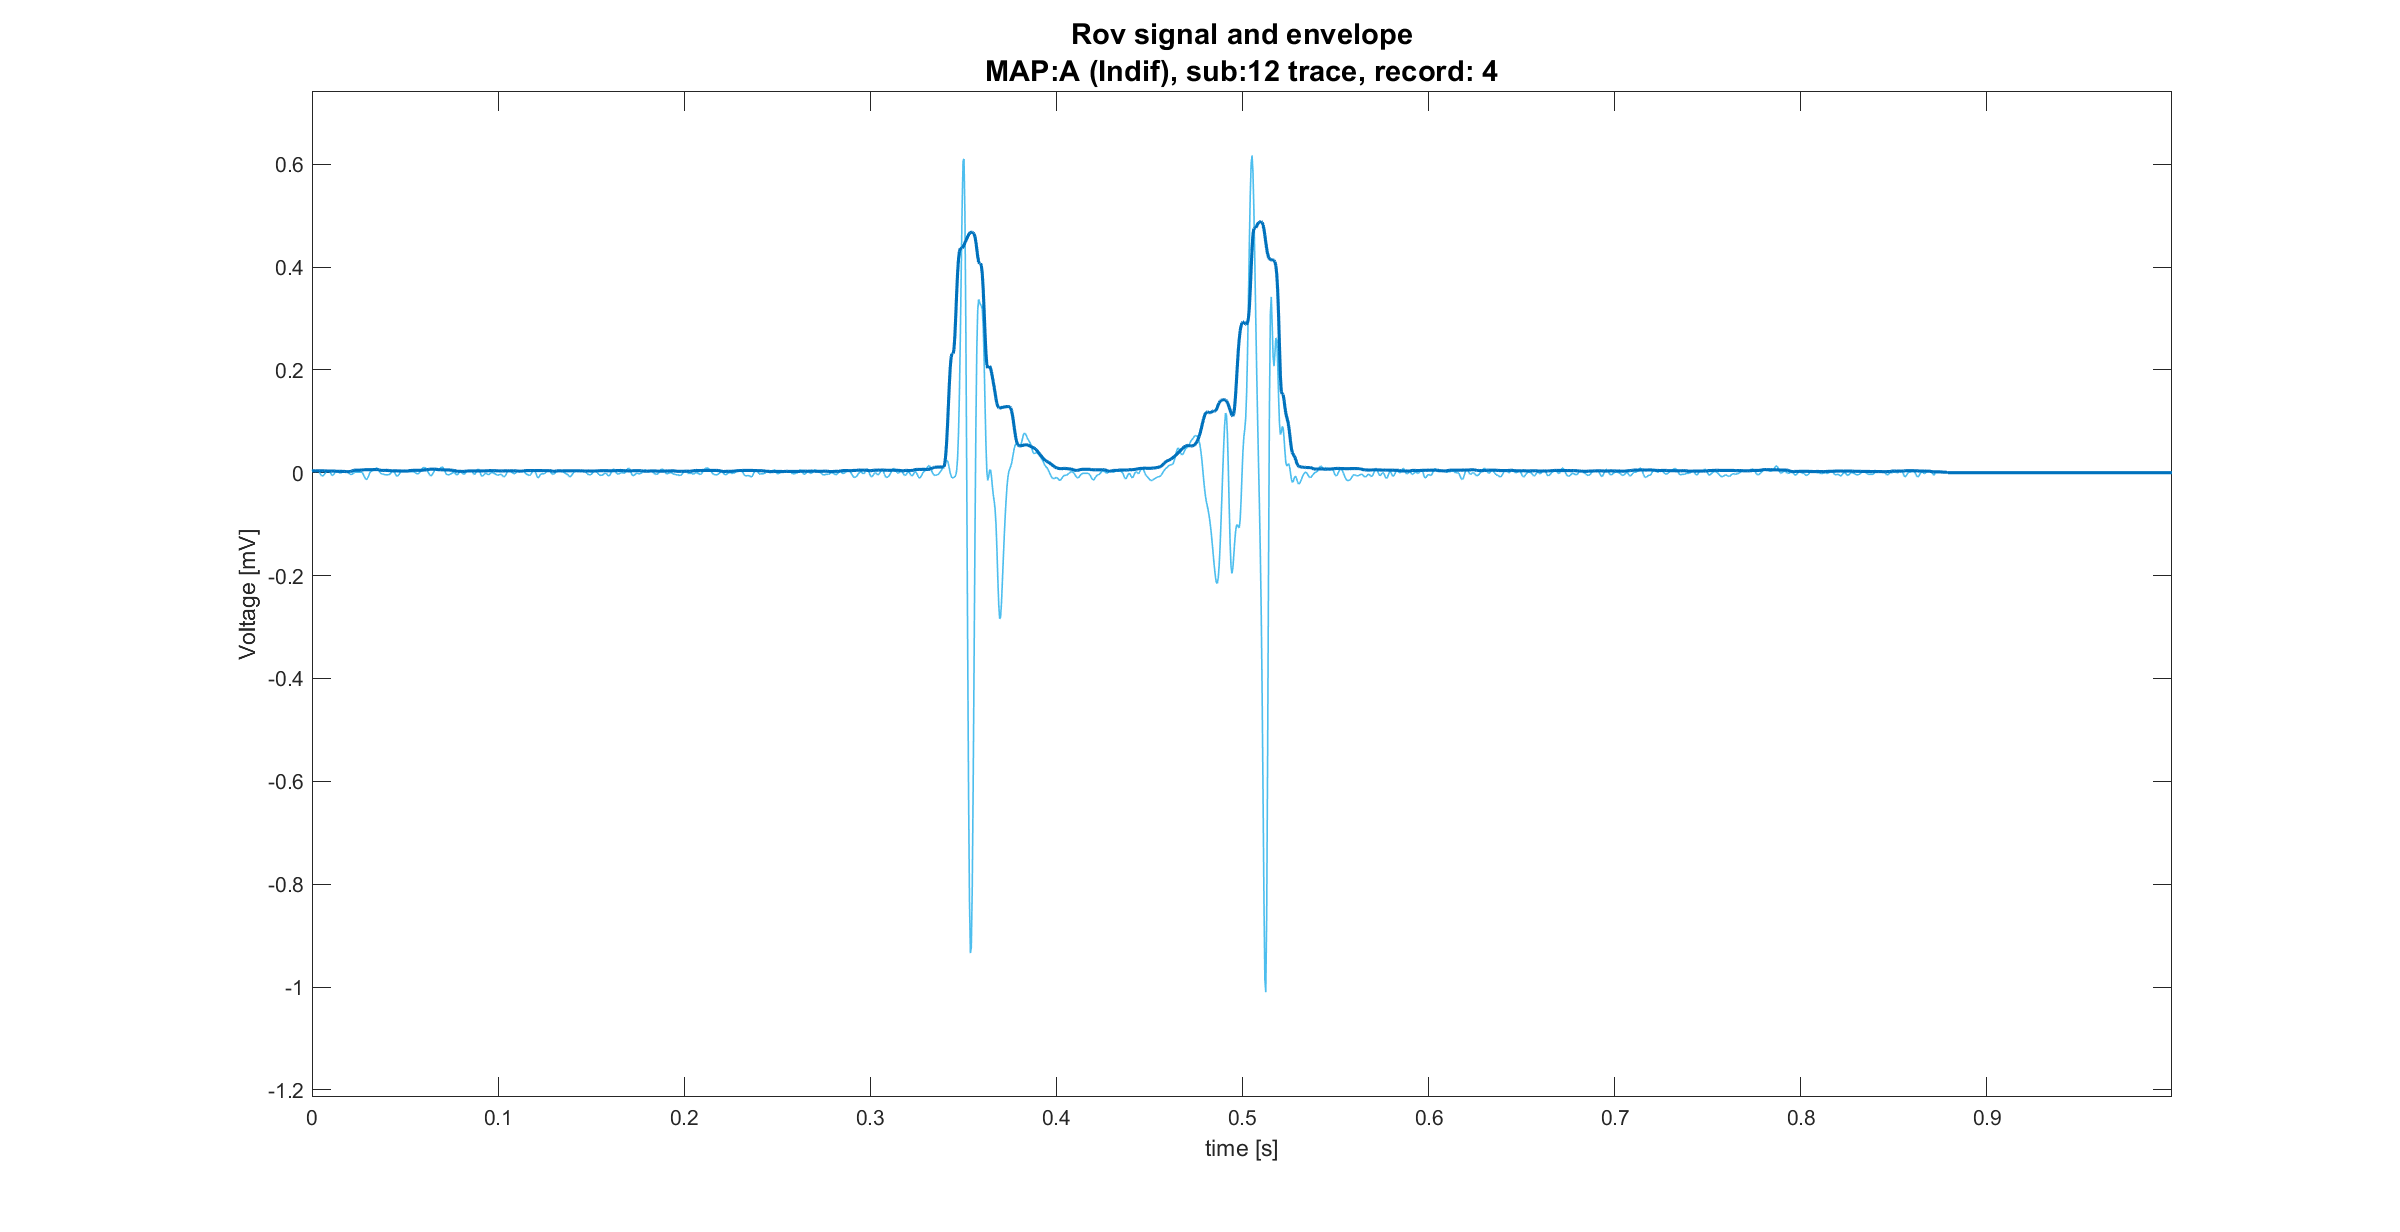 Rov signal and envelope
MAP:A (Indif), sub:12 trace, record: 4
0.6
0.4
0.2
0
-0.2
-0.4
-0.6
-0.8
-1
-1.2
Voltage [mV]
0 0.1 0.2 0.3 0.4 0.5 0.6 0.7 0.8 0.9
time [s]